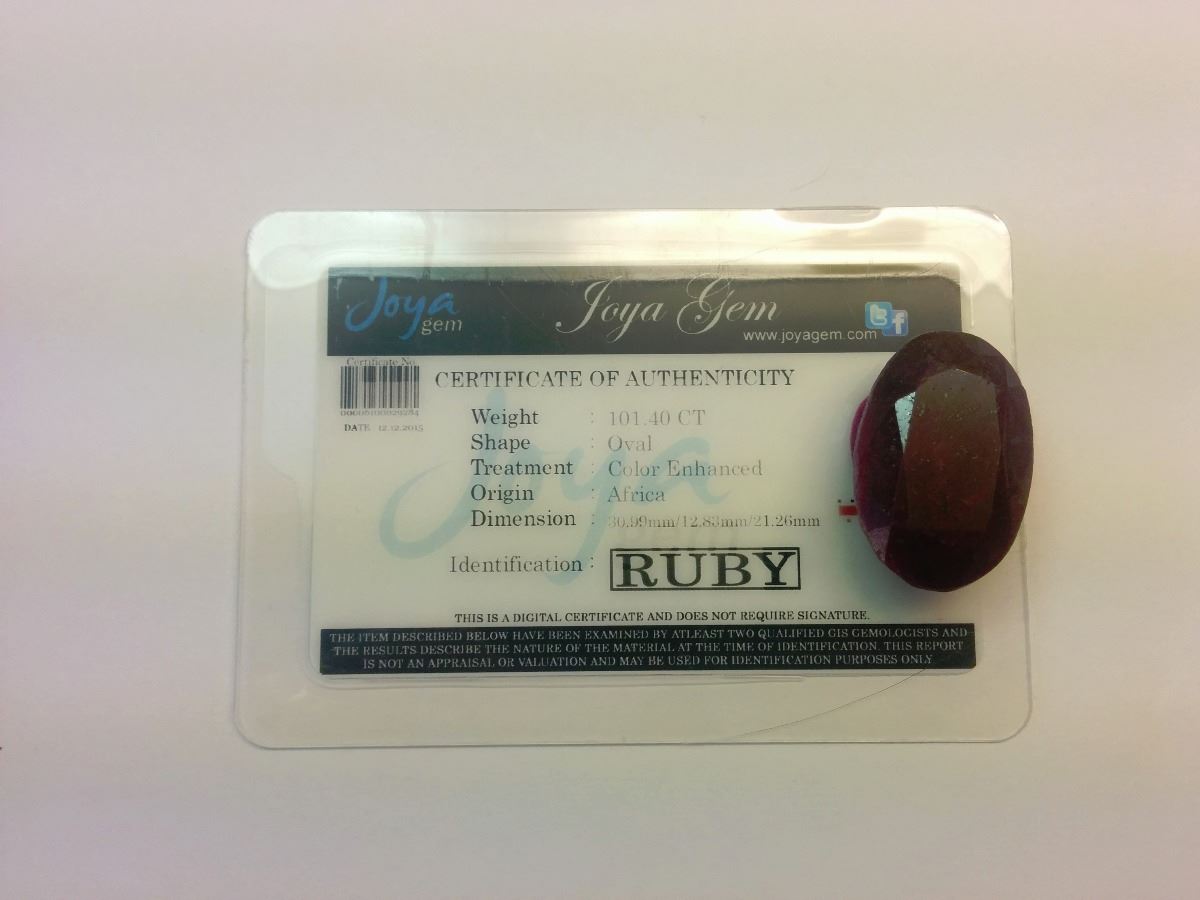 Joya gem
Joya Gem
www.joyagem.com
Certificate No.
DATE 12.12.2015
CERTIFICATE OF AUTHENTICITY
Weight : 101.40 CT
Shape : Oval
Treatment : Color Enhanced
Origin : Africa
Dimension : 30.99mm/12.83mm/21.26mm
Identification : RUBY
THIS IS A DIGITAL CERTIFICATE AND DOES NOT REQUIRE SIGNATURE.
THE ITEM DESCRIBED BELOW HAVE BEEN EXAMINED BY ATLEAST TWO QUALIFIED GIS GEMOLOGISTS AND
THE RESULTS DESCRIBE THE NATURE OF THE MATERIAL AT THE TIME OF IDENTIFICATION. THIS REPORT
IS NOT AN APPRAISAL OR VALUATION AND MAY BE USED FOR IDENTIFICATION PURPOSES ONLY
Joya